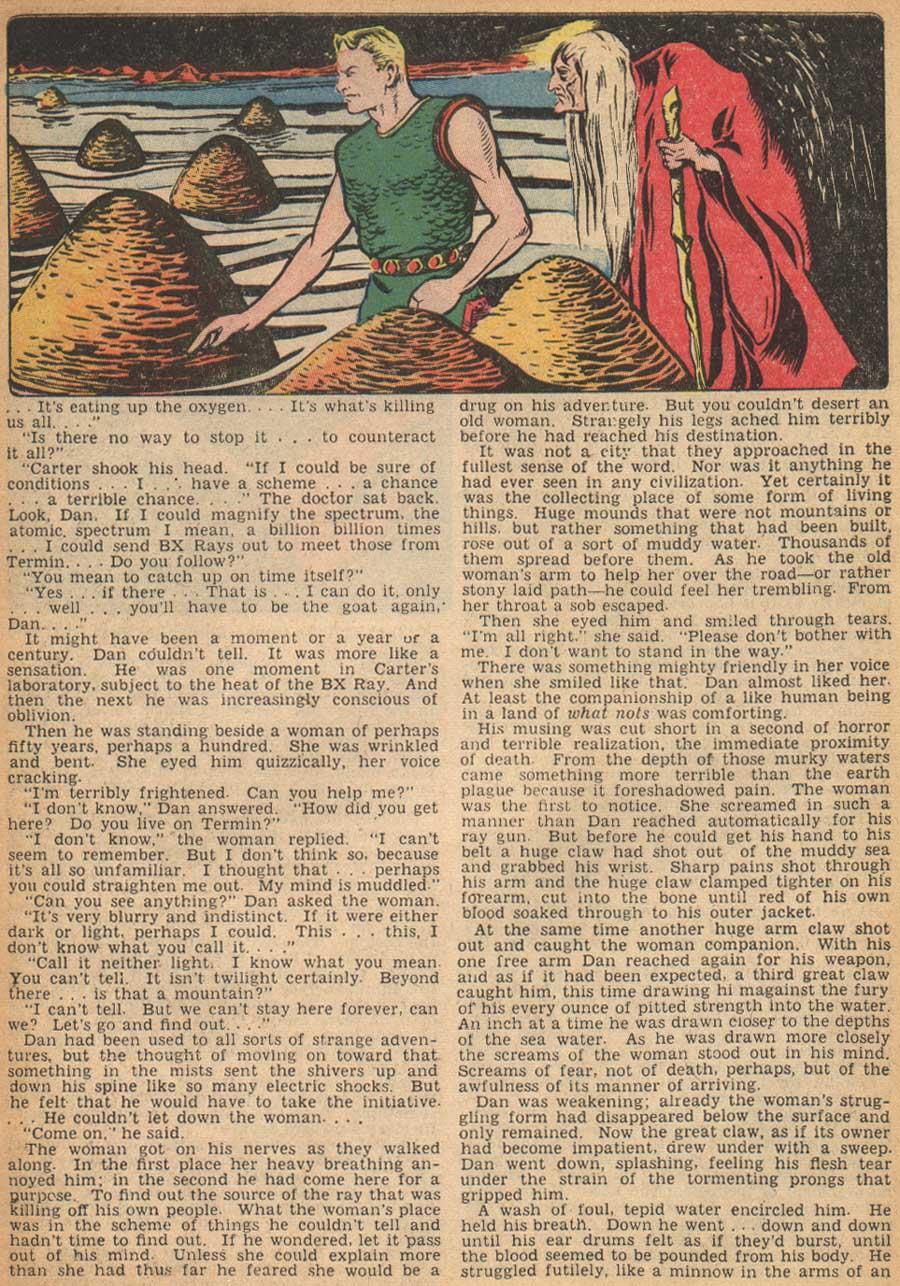 . . . It's eating up the oxygen. . . . It's what's killing
us all. . . ."
"Is there no way to stop it . . . to counteract
it all?"
"Carter shook his head. "If I could be sure of
conditions . . . I . . . have a scheme . . . a chance
. . . a terrible chance. . . ." The doctor sat back.
Look, Dan. If I could magnify the spectrum, the
atomic spectrum I mean, a billion billion times
. . . I could send BX Rays out to meet those from
Termin. . . . Do you follow?"
"You mean to catch up on time itself?"
"Yes . . . if there . . . That is . . . I can do it, only
. . . well . . . you'll have to be the goat again,
Dan. . . ."
It might have been a moment or a year or a
century. Dan couldn't tell. It was more like a
sensation. He was one moment in Carter's
laboratory, subject to the heat of the BX Ray. And
then the next he was increasingly conscious of
oblivion.
Then he was standing beside a woman of perhaps
fifty years, perhaps a hundred. She was wrinkled
and bent. She eyed him quizzically, her voice
cracking.
"I'm terribly frightened. Can you help me?"
"I don't know," Dan answered. "How did you get
here? Do you live on Termin?"
"I don't know," the woman replied. "I can't
seem to remember. But I don't think so, because
it's all so unfamiliar. I thought that . . . perhaps
you could straighten me out. My mind is muddled."
"Can you see anything?" Dan asked the woman.
"It's very blurry and indistinct. If it were either
dark or light, perhaps I could. This . . . this, I
don't know what you call it. . . ."
"Call it neither light, I know what you mean.
You can't tell. It isn't twilight certainly. Beyond
there . . . is that a mountain?"
"I can't tell. But we can't stay here forever, can
we? Let's go and find out. . . ."
Dan had been used to all sorts of strange adven-
tures, but the thought of moving on toward that
something in the mists sent the shivers up and
down his spine like so many electric shocks. But
he felt that he would have to take the initiative.
. . . He couldn't let down the woman. . . .
"Come on," he said.
The woman got on his nerves as they walked
along. In the first place her heavy breathing an-
noyed him; in the second he had come here for a
purpose. To find out the source of the ray that was
killing off his own people. What the woman's place
was in the scheme of things he couldn't tell and
hadn't time to find out. If he wondered, let it pass
out of his mind. Unless she could explain more
than she had thus far he feared she would be a
drug on his adventure. But you couldn't desert an
old woman. Strangely his legs ached him terribly
before he had reached his destination.
It was not a city that they approached in the
fullest sense of the word. Nor was it anything he
had ever seen in any civilization. Yet certainly it
was the collecting place of some form of living
things. Huge mounds that were not mountains or
hills, but rather something that had been built,
rose out of a sort of muddy water. Thousands of
them spread before them. As he took the old
woman's arm to help her over the road—or rather
stony laid path—he could feel her trembling. From
her throat a sob escaped.
Then she eyed him and smiled through tears.
"I'm all right," she said. "Please don't bother with
me. I don't want to stand in the way."
There was something mighty friendly in her voice
when she smiled like that. Dan almost liked her.
At least the companionship of a like human being
in a land of what nots was comforting.
His musing was cut short in a second of horror
and terrible realization, the immediate proximity
of death. From the depth of those murky waters
came something more terrible than the earth
plague because it foreshadowed pain. The woman
was the first to notice. She screamed in such a
manner than Dan reached automatically for his
ray gun. But before he could get his hand to his
belt a huge claw had shot out of the muddy sea
and grabbed his wrist. Sharp pains shot through
his arm and the huge claw clamped tighter on his
forearm, cut into the bone until red of his own
blood soaked through to his outer jacket.
At the same time another huge arm claw shot
out and caught the woman companion. With his
one free arm Dan reached again for his weapon,
and as if it had been expected, a third great claw
caught him, this time drawing hi magainst the fury
of his every ounce of pitted strength into the water.
An inch at a time he was drawn closer to the depths
of the sea water. As he was drawn more closely
the screams of the woman stood out in his mind.
Screams of fear, not of death, perhaps, but of the
awfulness of its manner of arriving.
Dan was weakening; already the woman's strug-
gling form had disappeared below the surface and
only remained. Now the great claw, as if its owner
had become impatient, drew under with a sweep.
Dan went down, splashing, feeling his flesh tear
under the strain of the tormenting prongs that
gripped him.
A wash of foul, tepid water encircled him. He
held his breath. Down he went . . . down and down
until his ear drums felt as if they'd burst, until
the blood seemed to be pounded from his body. He
struggled futilely, like a minnow in the arms of an